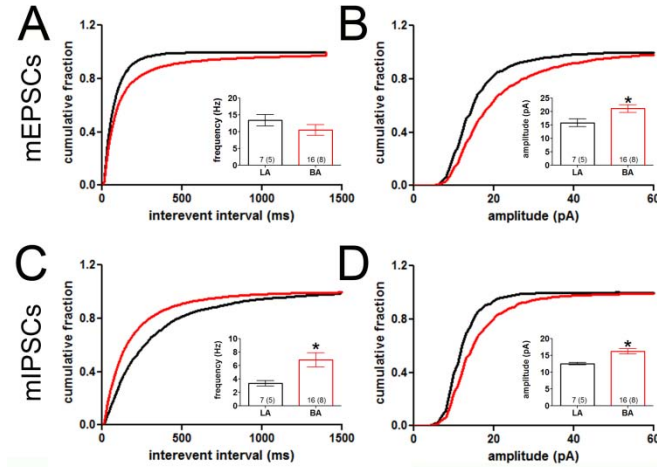 A
B
mEPSCs
cumulative fraction
1.2
0.8
0.4
0.0
0
500
1000
1500
interevent interval (ms)
frequency (Hz)
20
15
10
5
0
7 (5)
16 (8)
LA
BA
cumulative fraction
1.2
0.8
0.4
0.0
0
20
40
60
amplitude (pA)
amplitude (pA)
25
20
15
10
5
0
*
7 (5)
16 (8)
LA
BA
C
D
mIPSCs
cumulative fraction
1.2
0.8
0.4
0.0
0
500
1000
1500
interevent interval (ms)
frequency (Hz)
8
6
4
2
0
*
7 (5)
16 (8)
LA
BA
cumulative fraction
1.2
0.8
0.4
0.0
0
20
40
60
amplitude (pA)
amplitude (pA)
20
15
10
5
0
*
7 (5)
16 (8)
LA
BA